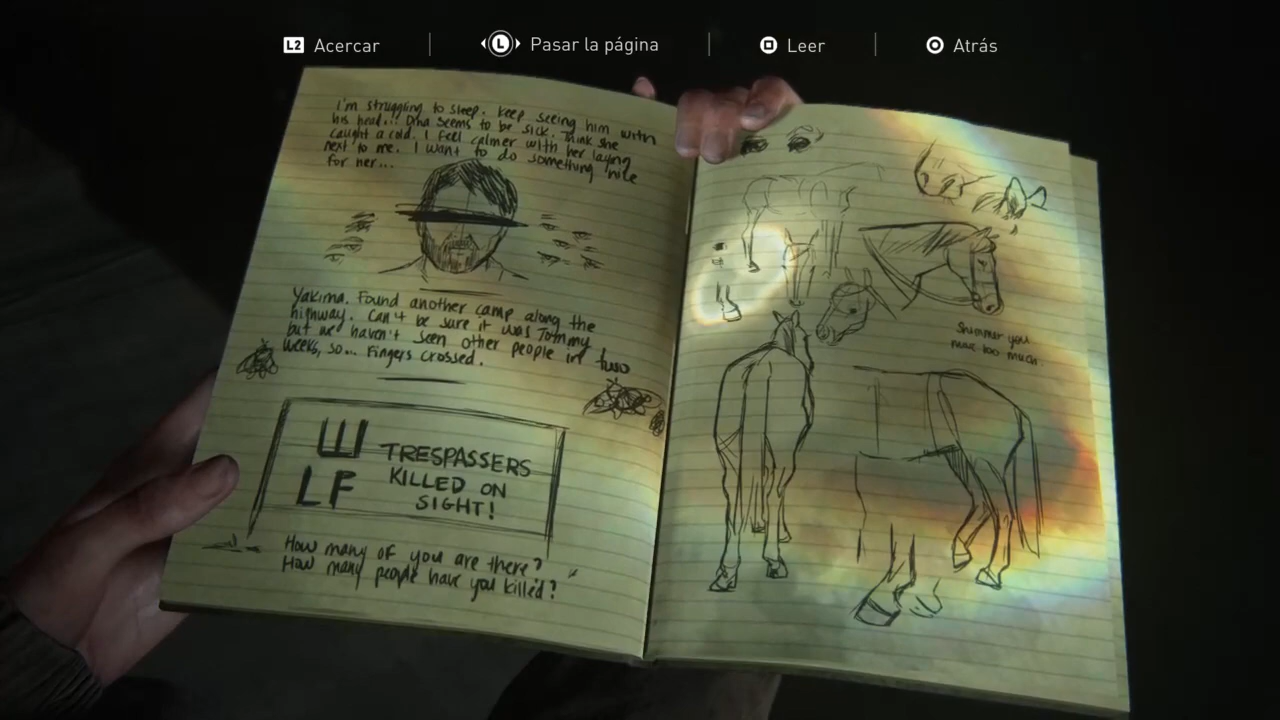 L2 Acercar
L Pasar la página
Leer
Atrás
I'm struggling to sleep. Keep seeing him with
his head... Dina seems to be sick. Think she
caught a cold. I feel calmer with her laying
next to me. I want to do something nice
for her...
Yakima. Found another camp along the
highway. Can't be sure it was Tommy
but we haven't seen other people in two
weeks, so... Fingers crossed.
W
LF
TRESPASSERS
KILLED ON
SIGHT!
How many of you are there?
How many people have you killed?
Shimmer you
move too much.